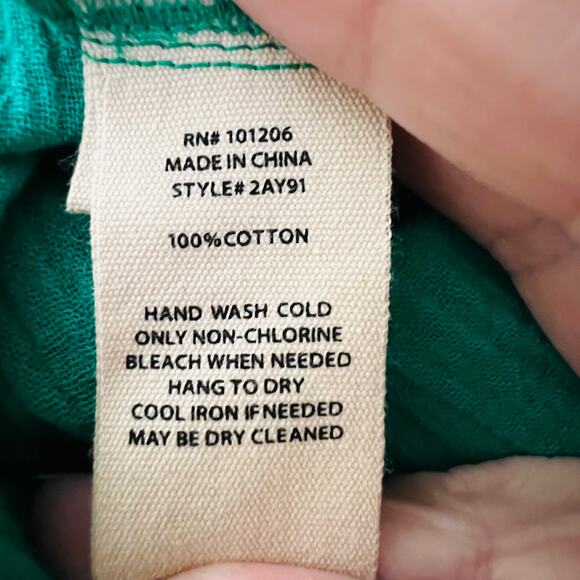 RN# 101206
MADE IN CHINA
STYLE# 2AY91
100%COTTON
HAND WASH COLD
ONLY NON-CHLORINE
BLEACH WHEN NEEDED
HANG TO DRY
COOL IRON IF NEEDED
MAY BE DRY CLEANED